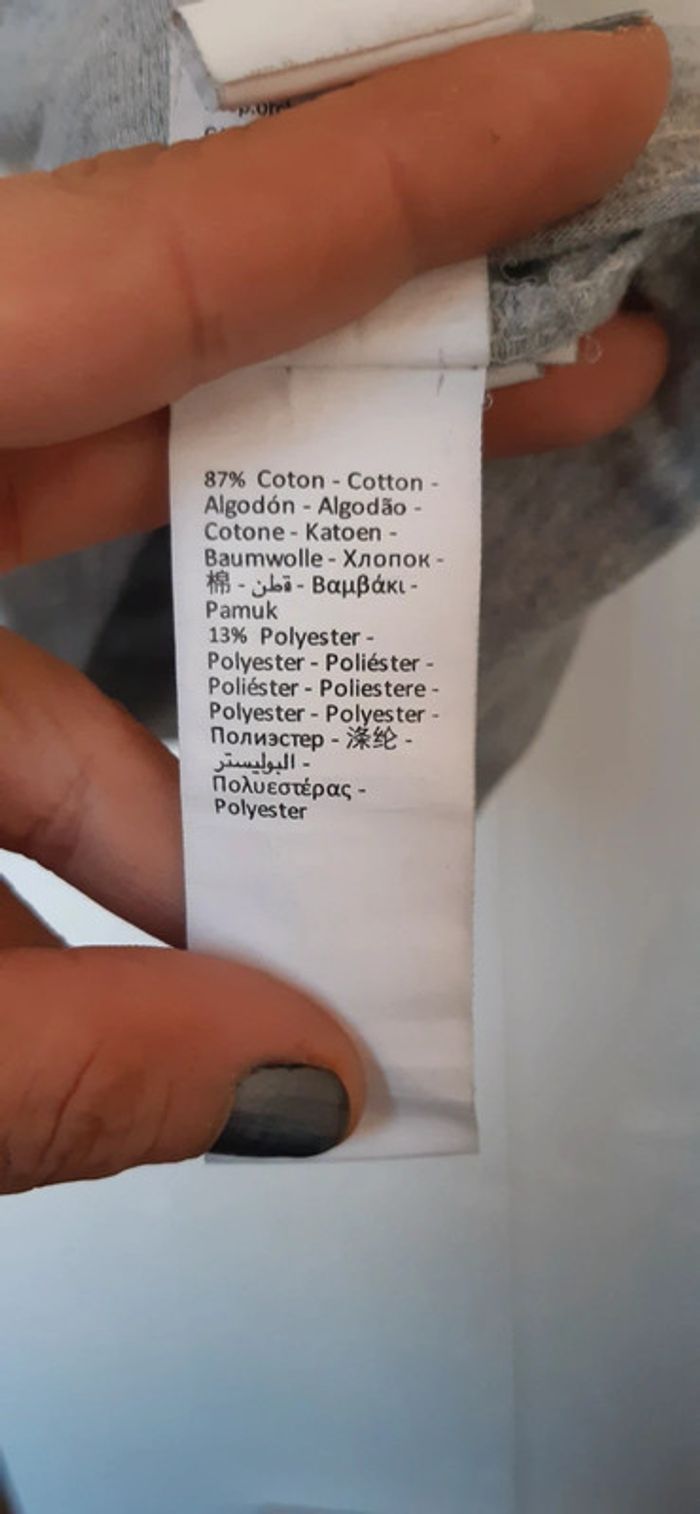 87% Coton - Cotton -
Algodón - Algodão -
Cotone - Katoen -
Baumwolle - Хлопок -
棉 - قطن - Βαμβάκι -
Pamuk
13% Polyester -
Polyester - Poliéster -
Poliéster - Poliestere -
Polyester - Polyester -
Полиэстер - 涤纶 -
البوليستر -
Πολυεστέρας -
Polyester